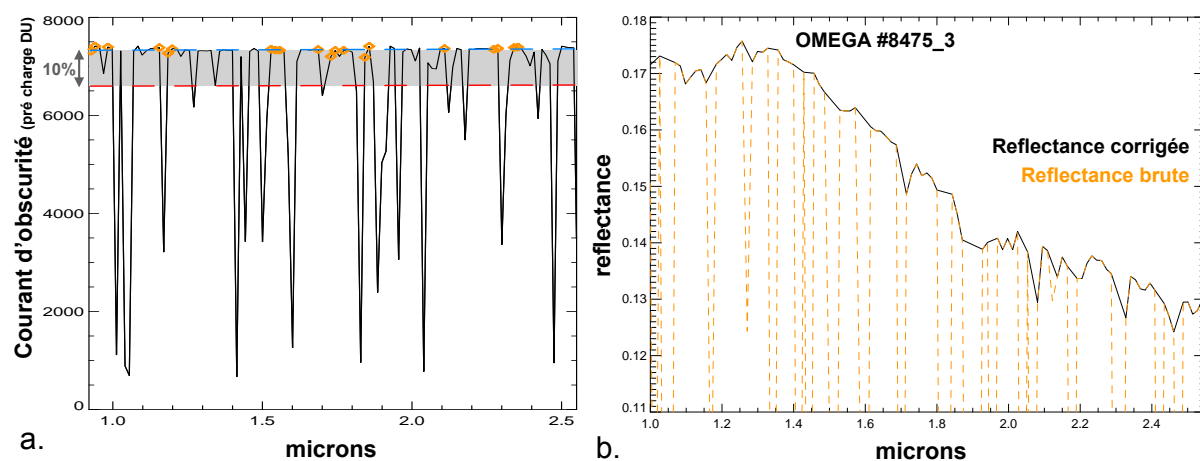 8000
6000
4000
2000
0
10%
Courant d'obscurité (pré charge DU)
1.0 1.5 2.0 2.5
microns
a.
0.18
0.17
0.16
0.15
0.14
0.13
0.12
0.11
reflectance
OMEGA #8475_3
Reflectance corrigée
Reflectance brute
1.0 1.2 1.4 1.6 1.8 2.0 2.2 2.4
microns
b.